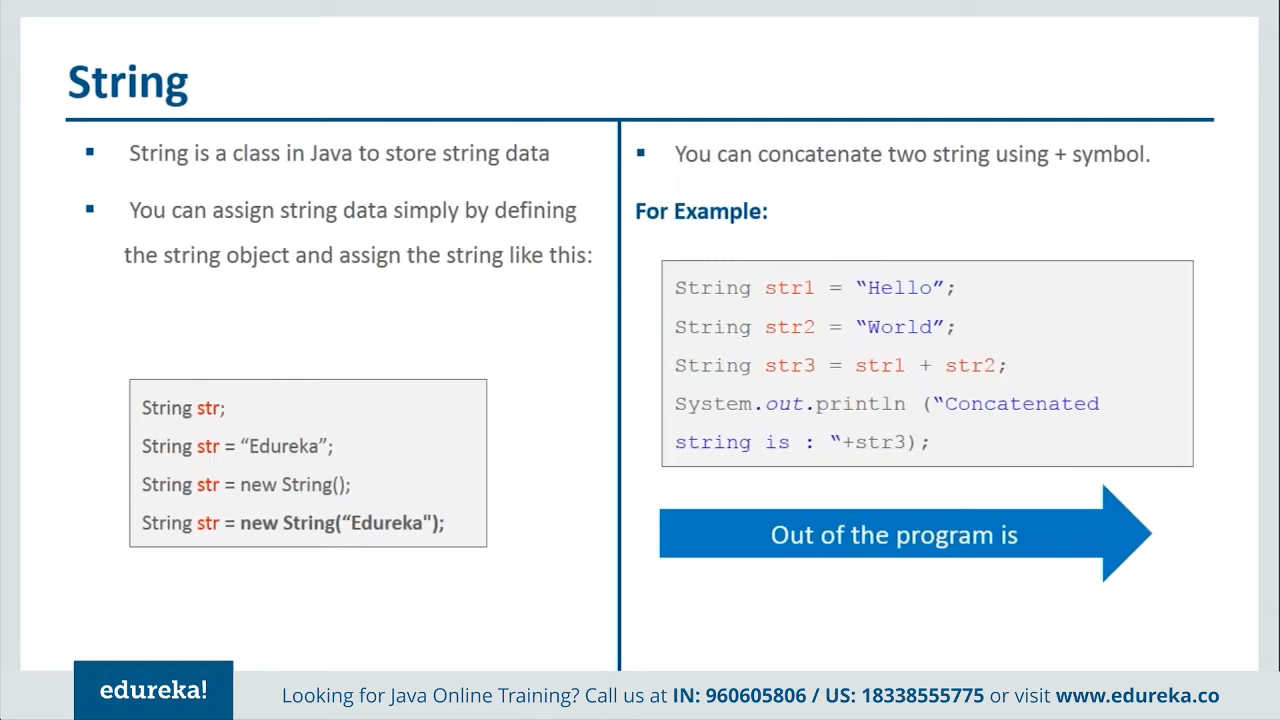 String
▪ String is a class in Java to store string data
▪ You can assign string data simply by defining
the string object and assign the string like this:
String str;
String str = “Edureka”;
String str = new String();
String str = new String(“Edureka");
▪ You can concatenate two string using + symbol.
For Example:
String str1 = “Hello”;
String str2 = “World”;
String str3 = str1 + str2;
System.out.println (“Concatenated
string is : “+str3);
Out of the program is
edureka!
Looking for Java Online Training? Call us at IN: 960605806 / US: 18338555775 or visit www.edureka.co